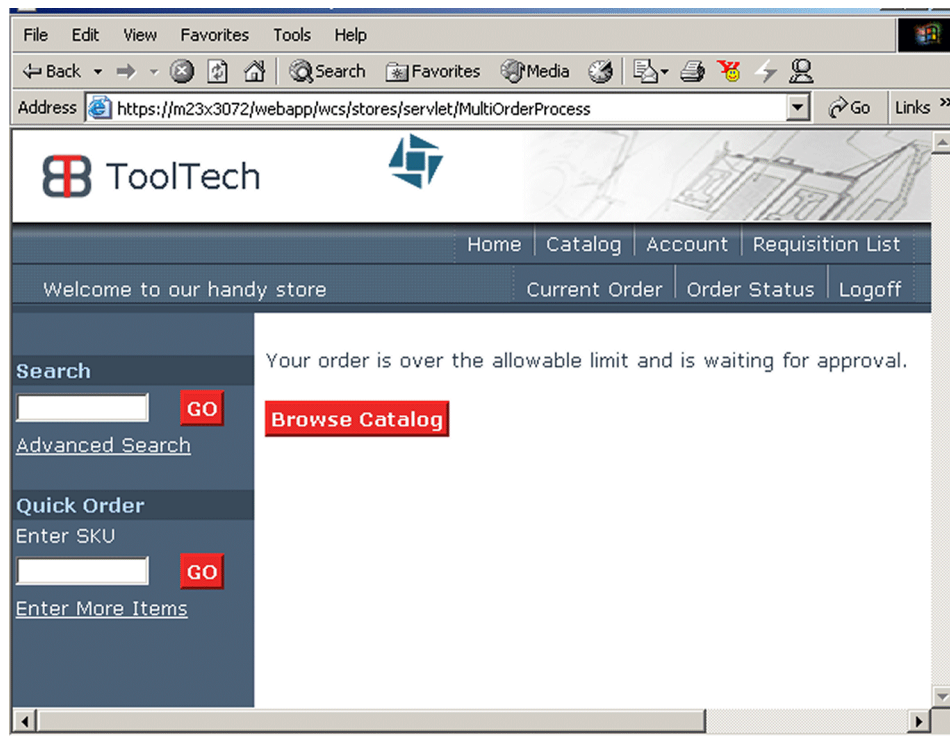 File Edit View Favorites Tools Help
Back Search Favorites Media
Address https://m23x3072/webapp/wcs/stores/servlet/MultiOrderProcess Go Links »
ToolTech
Home Catalog Account Requisition List
Welcome to our handy store Current Order Order Status Logoff
Search
GO
Advanced Search
Quick Order
Enter SKU
GO
Enter More Items
Your order is over the allowable limit and is waiting for approval.
Browse Catalog